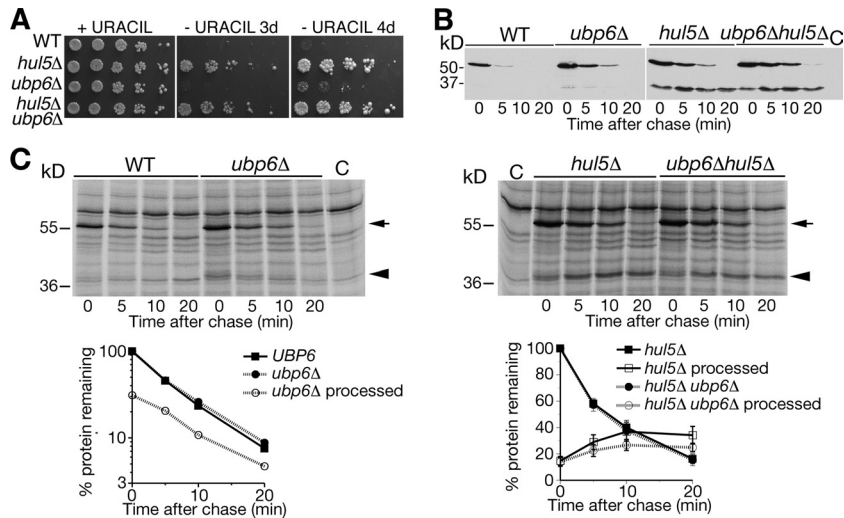 A
+ URACIL - URACIL 3d - URACIL 4d
WT
hul5Δ
ubp6Δ
hul5Δ
ubp6Δ
B
kD WT ubp6Δ hul5Δ ubp6Δhul5Δ C
50
37
0 5 10 20 0 5 10 20 0 5 10 20 0 5 10 20
Time after chase (min) Time after chase (min)
C
kD WT ubp6Δ C
55
36
0 5 10 20 0 5 10 20
Time after chase (min)
kD C hul5Δ ubp6Δhul5Δ
55
36
0 5 10 20 0 5 10 20
Time after chase (min)
% protein remaining
100
10
3
UBP6
ubp6Δ
ubp6Δ processed
0 5 10 20
Time after chase (min)
% protein remaining
100
80
60
40
20
0
hul5Δ
hul5Δ processed
hul5Δ ubp6Δ
hul5Δ ubp6Δ processed
0 5 10 20
Time after chase (min)